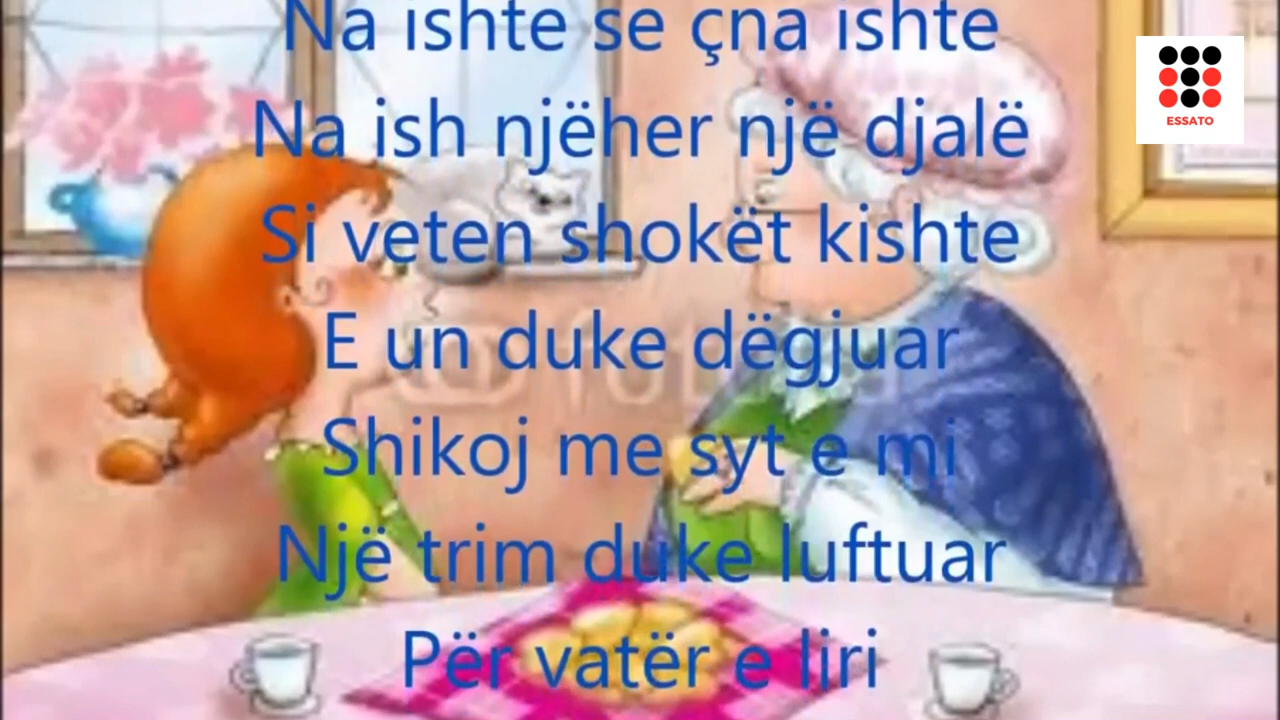 Na ishte se çna ishte
Na ish njëher një djalë
Si veten shokët kishte
E un duke dëgjuar
Shikoj me syt e mi
Një trim duke luftuar
Për vatër e liri
ESSATO